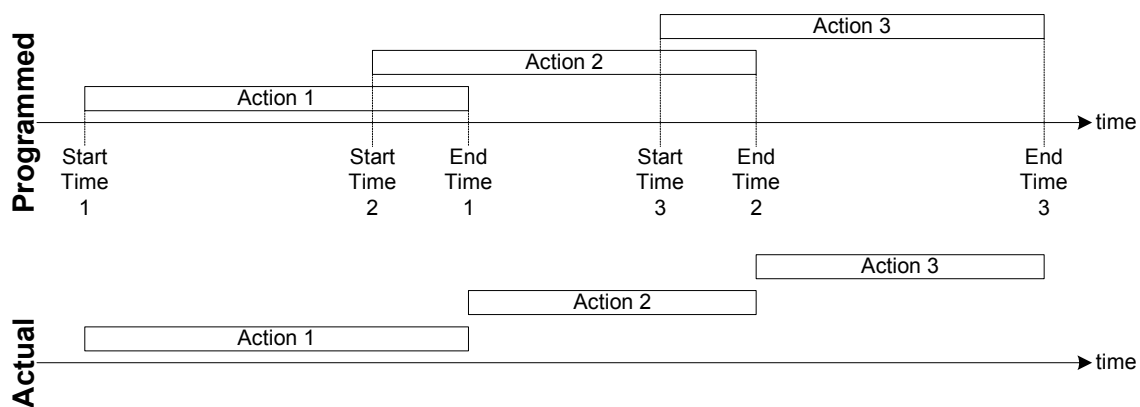 Programmed
Action 3
Action 2
Action 1
time
Start Time 1
Start Time 2
End Time 1
Start Time 3
End Time 2
End Time 3
Actual
Action 3
Action 2
Action 1
time